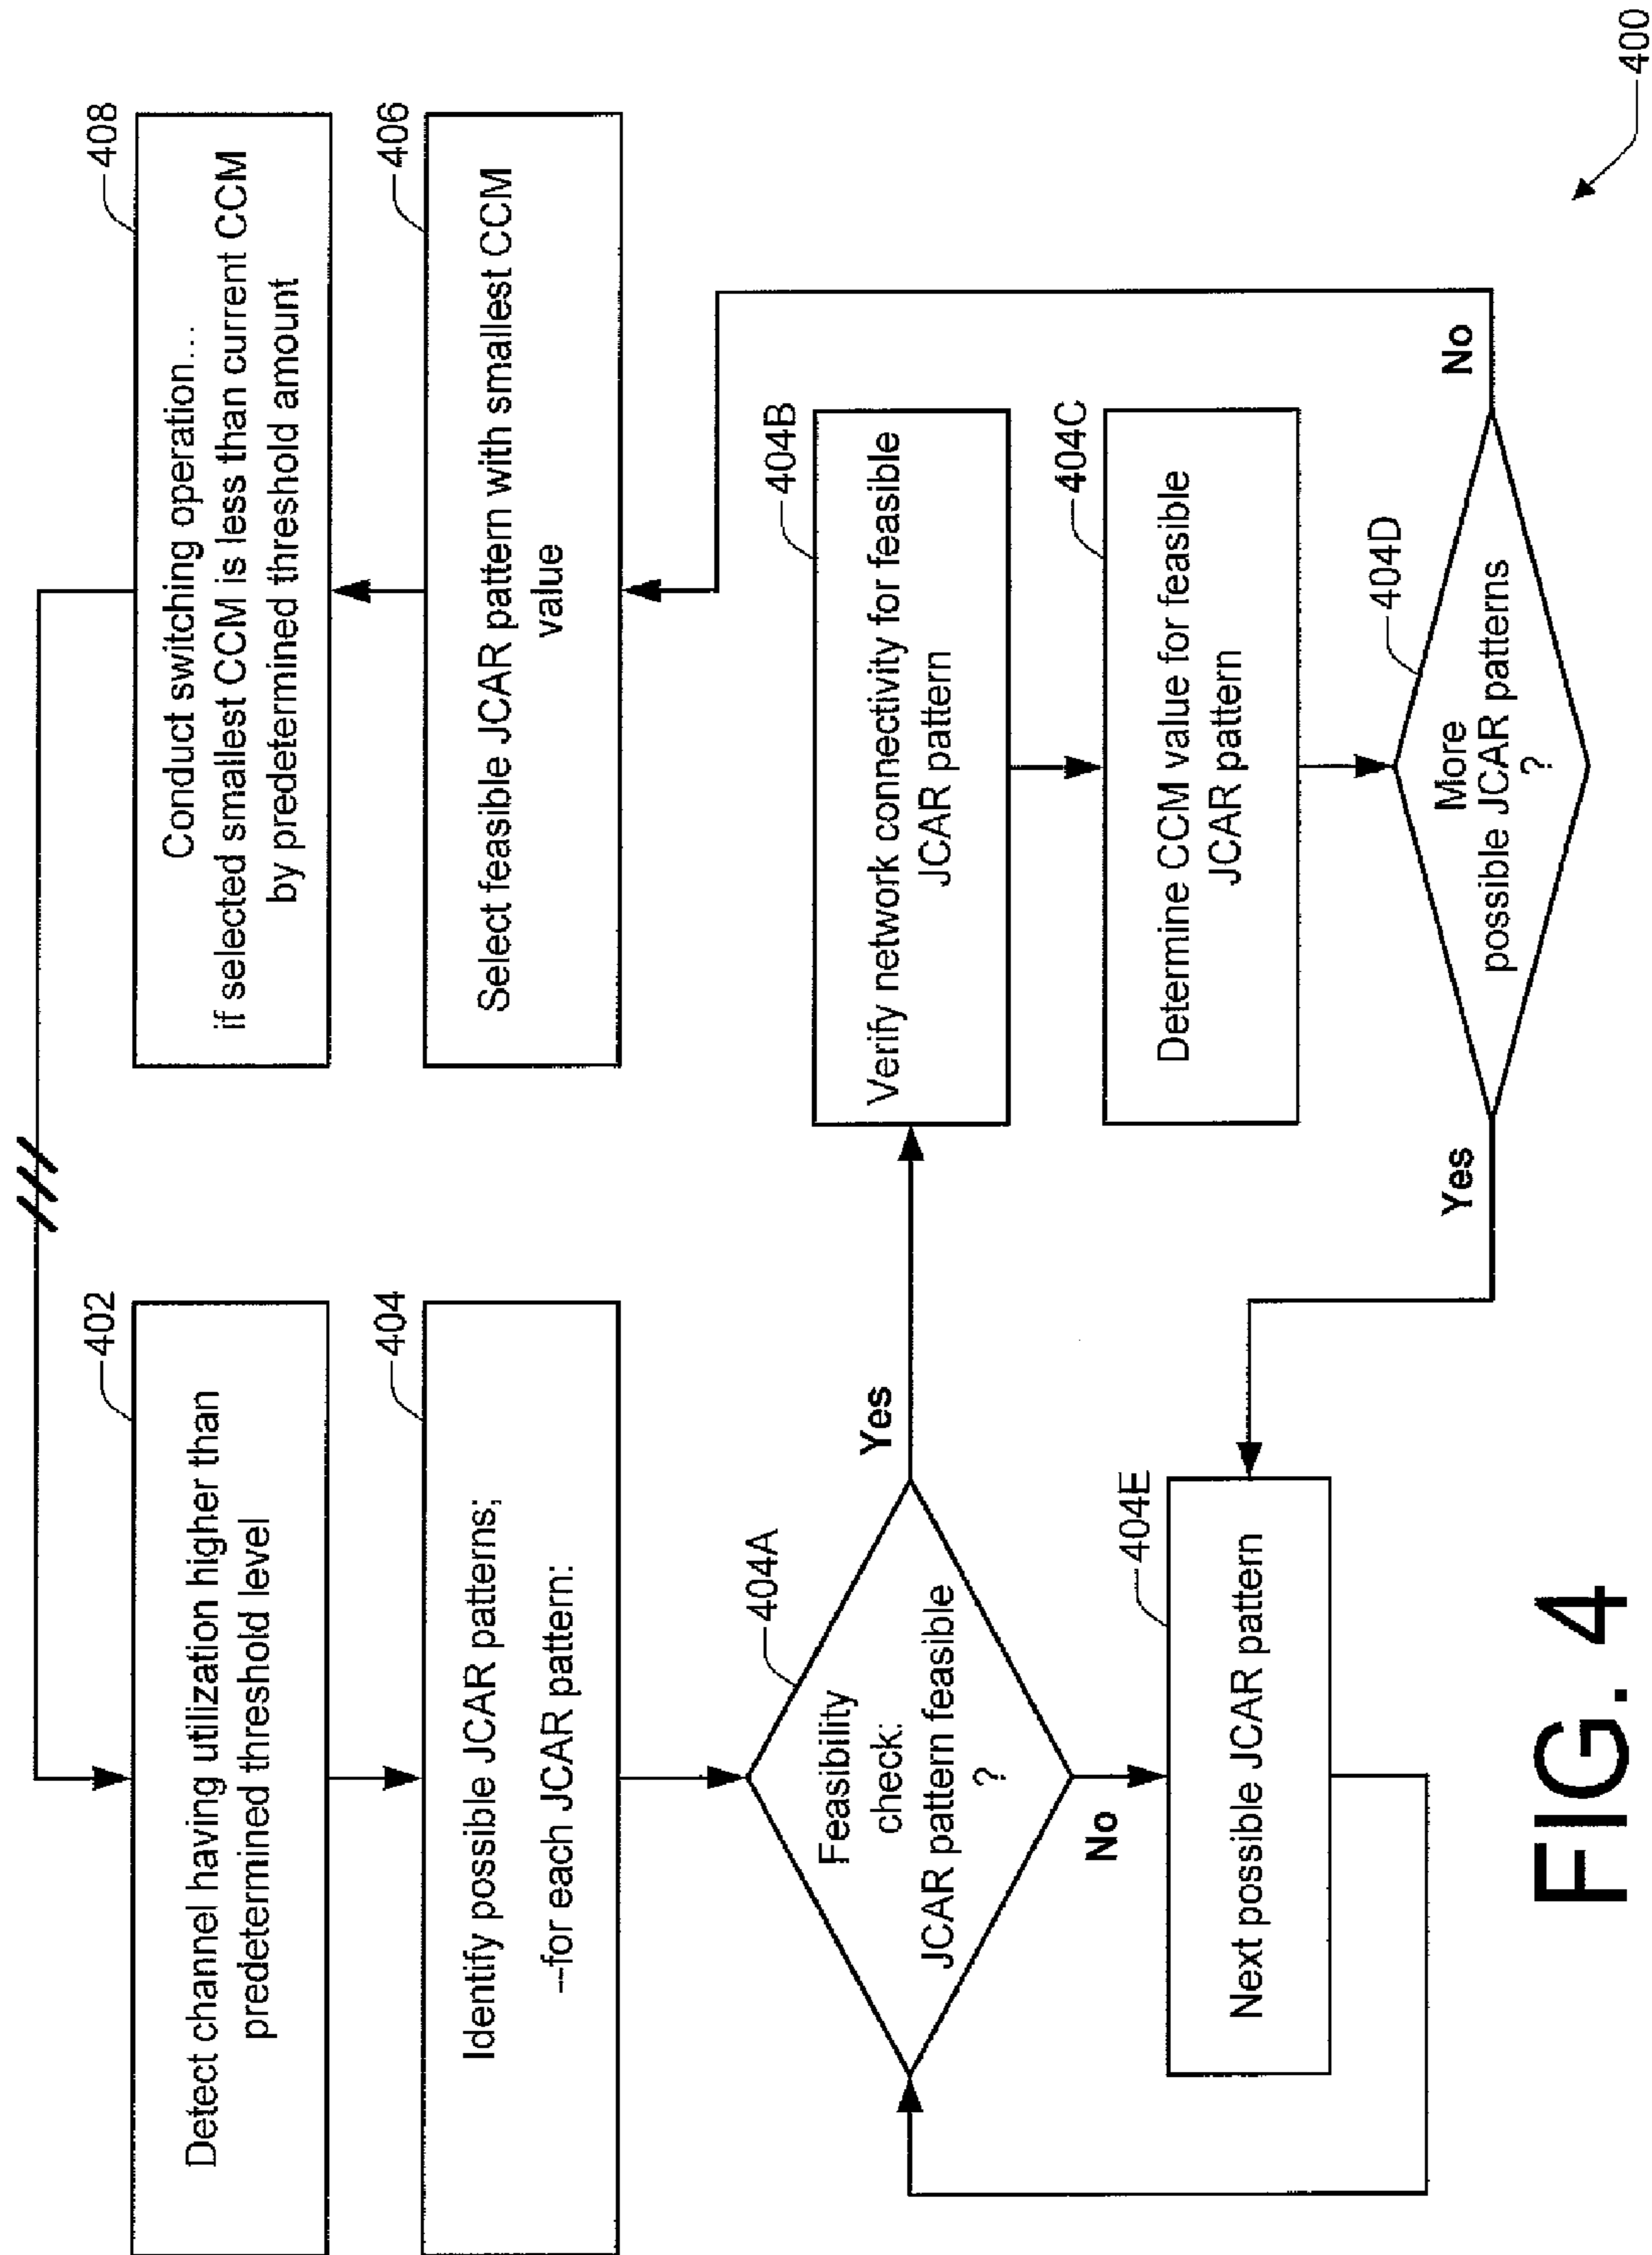 402
Detect channel having utilization higher than
predetermined threshold level
404
Identify possible JCAR patterns;
--for each JCAR pattern:
404A
Feasibility
check:
JCAR pattern feasible
?
Yes
No
404E
Next possible JCAR pattern
404B
Verify network connectivity for feasible
JCAR pattern
404C
Determine CCM value for feasible
JCAR pattern
404D
More
possible JCAR patterns
?
Yes
No
406
Select feasible JCAR pattern with smallest CCM
value
408
Conduct switching operation...
if selected smallest CCM is less than current CCM
by predetermined threshold amount
400
FIG. 4